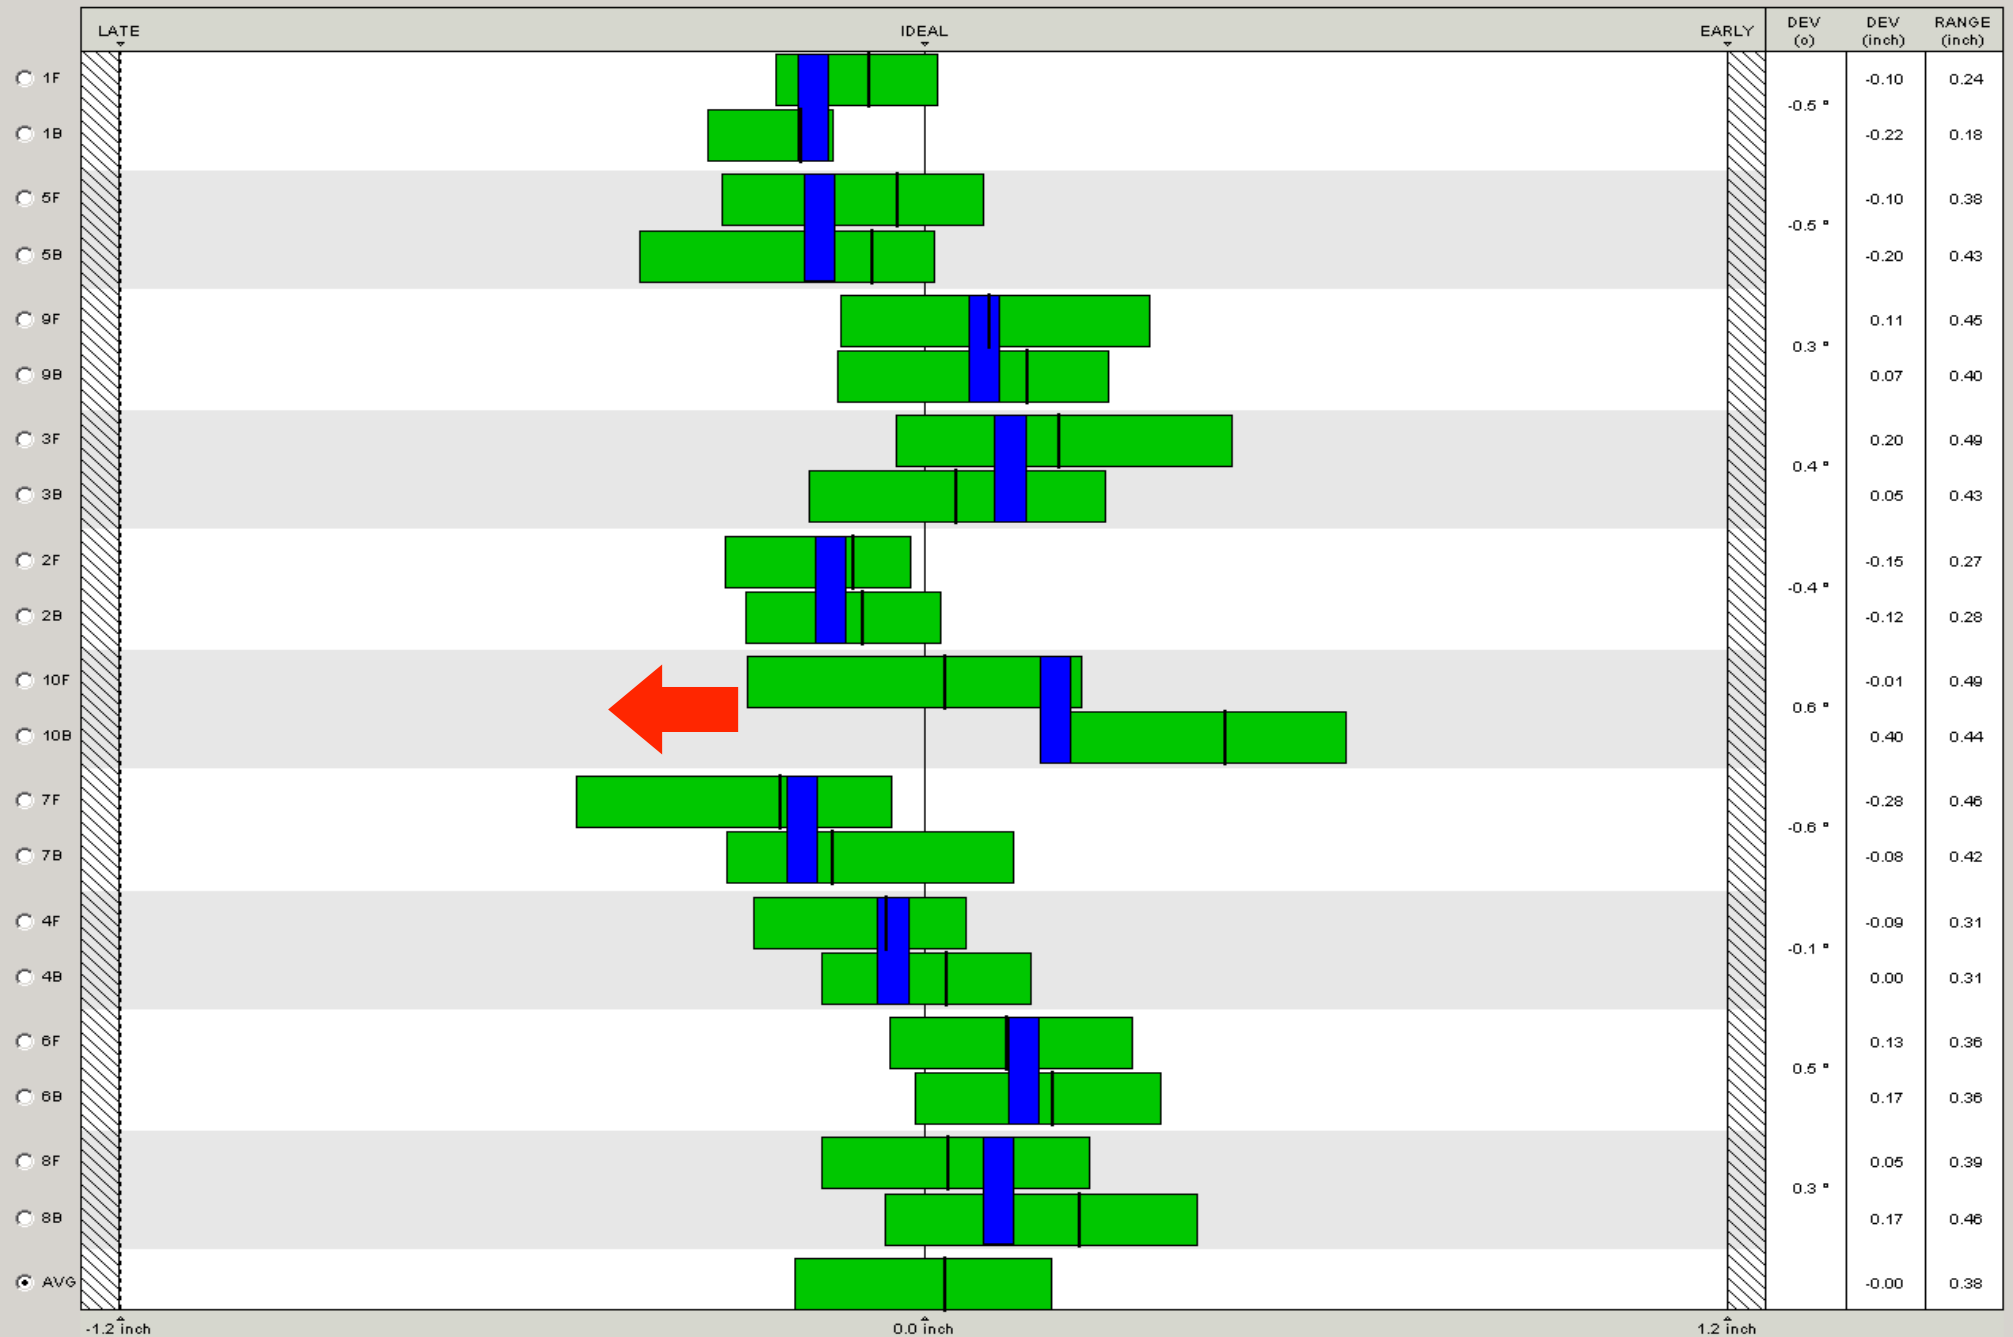 LATE IDEAL EARLY DEV (o) DEV (inch) RANGE (inch)
1F -0.10 0.24
-0.5 °
1B -0.22 0.18
5F -0.10 0.38
-0.5 °
5B -0.20 0.43
9F 0.11 0.45
0.3 °
9B 0.07 0.40
3F 0.20 0.49
0.4 °
3B 0.05 0.43
2F -0.15 0.27
-0.4 °
2B -0.12 0.28
10F -0.01 0.49
0.6 °
10B 0.40 0.44
7F -0.28 0.46
-0.6 °
7B -0.08 0.42
4F -0.09 0.31
-0.1 °
4B 0.00 0.31
6F 0.13 0.36
0.5 °
6B 0.17 0.36
8F 0.05 0.39
0.3 °
8B 0.17 0.46
AVG -0.00 0.38
-1.2 inch 0.0 inch 1.2 inch